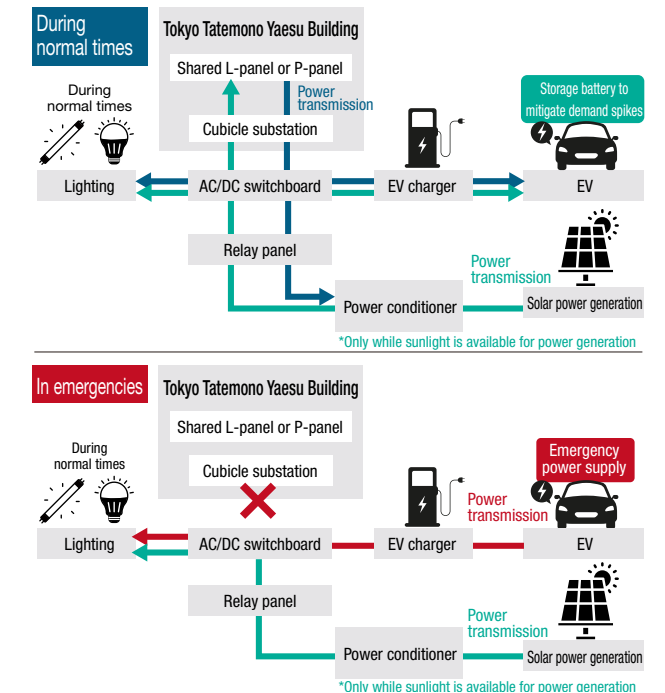 During
normal times
Tokyo Tatemono Yaesu Building
Shared L-panel or P-panel
Power
transmission
Cubicle substation
During
normal times
Storage battery to
mitigate demand spikes
Lighting
AC/DC switchboard
EV charger
EV
Relay panel
Power
transmission
Power conditioner
Solar power generation
*Only while sunlight is available for power generation
In emergencies
Tokyo Tatemono Yaesu Building
Shared L-panel or P-panel
Cubicle substation
During
normal times
Emergency
power supply
Power
transmission
Lighting
AC/DC switchboard
EV charger
EV
Relay panel
Power
transmission
Power conditioner
Solar power generation
*Only while sunlight is available for power generation